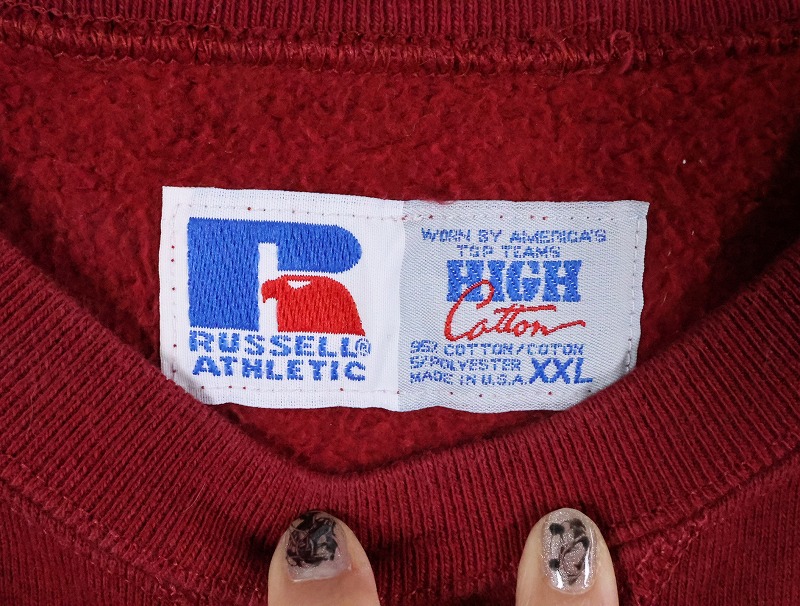 RUSSELL®
ATHLETIC
WORN BY AMERICA'S
TOP TEAMS
HIGH
Cotton
95% COTTON/COTON
5% POLYESTER
MADE IN U.S.A. XXL